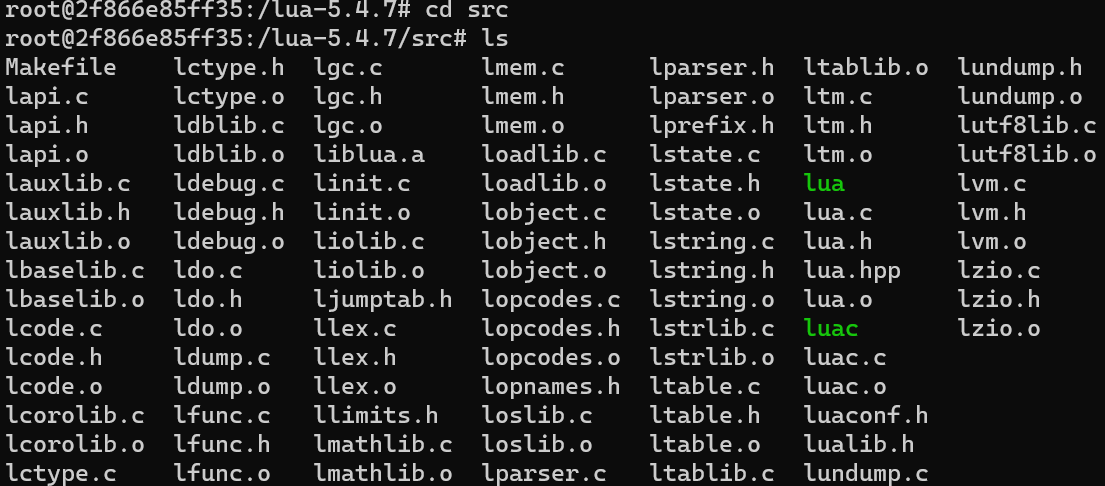 root@2f866e85ff35:/lua-5.4.7# cd src
root@2f866e85ff35:/lua-5.4.7/src# ls
Makefile lctype.h lgc.c lmem.c lparser.h ltablib.o lundump.h
lapi.c lctype.o lgc.h lmem.h lparser.o ltm.c lundump.o
lapi.h ldblib.c lgc.o lmem.o lprefix.h ltm.h lutf8lib.c
lapi.o ldblib.o liblua.a loadlib.c lstate.c ltm.o lutf8lib.o
lauxlib.c ldebug.c linit.c loadlib.o lstate.h lua lvm.c
lauxlib.h ldebug.h linit.o lobject.c lstate.o lua.c lvm.h
lauxlib.o ldebug.o liolib.c lobject.h lstring.c lua.h lvm.o
lbaselib.c ldo.c liolib.o lobject.o lstring.h lua.hpp lzio.c
lbaselib.o ldo.h ljumptab.h lopcodes.c lstring.o lua.o lzio.h
lcode.c ldo.o llex.c lopcodes.h lstrlib.c luac lzio.o
lcode.h ldump.c llex.h lopcodes.o lstrlib.o luac.c
lcode.o ldump.o llex.o lopnames.h ltable.c luac.o
lcorolib.c lfunc.c llimits.h loslib.c ltable.h luaconf.h
lcorolib.o lfunc.h lmathlib.c loslib.o ltable.o lualib.h
lctype.c lfunc.o lmathlib.o lparser.c ltablib.c lundump.c